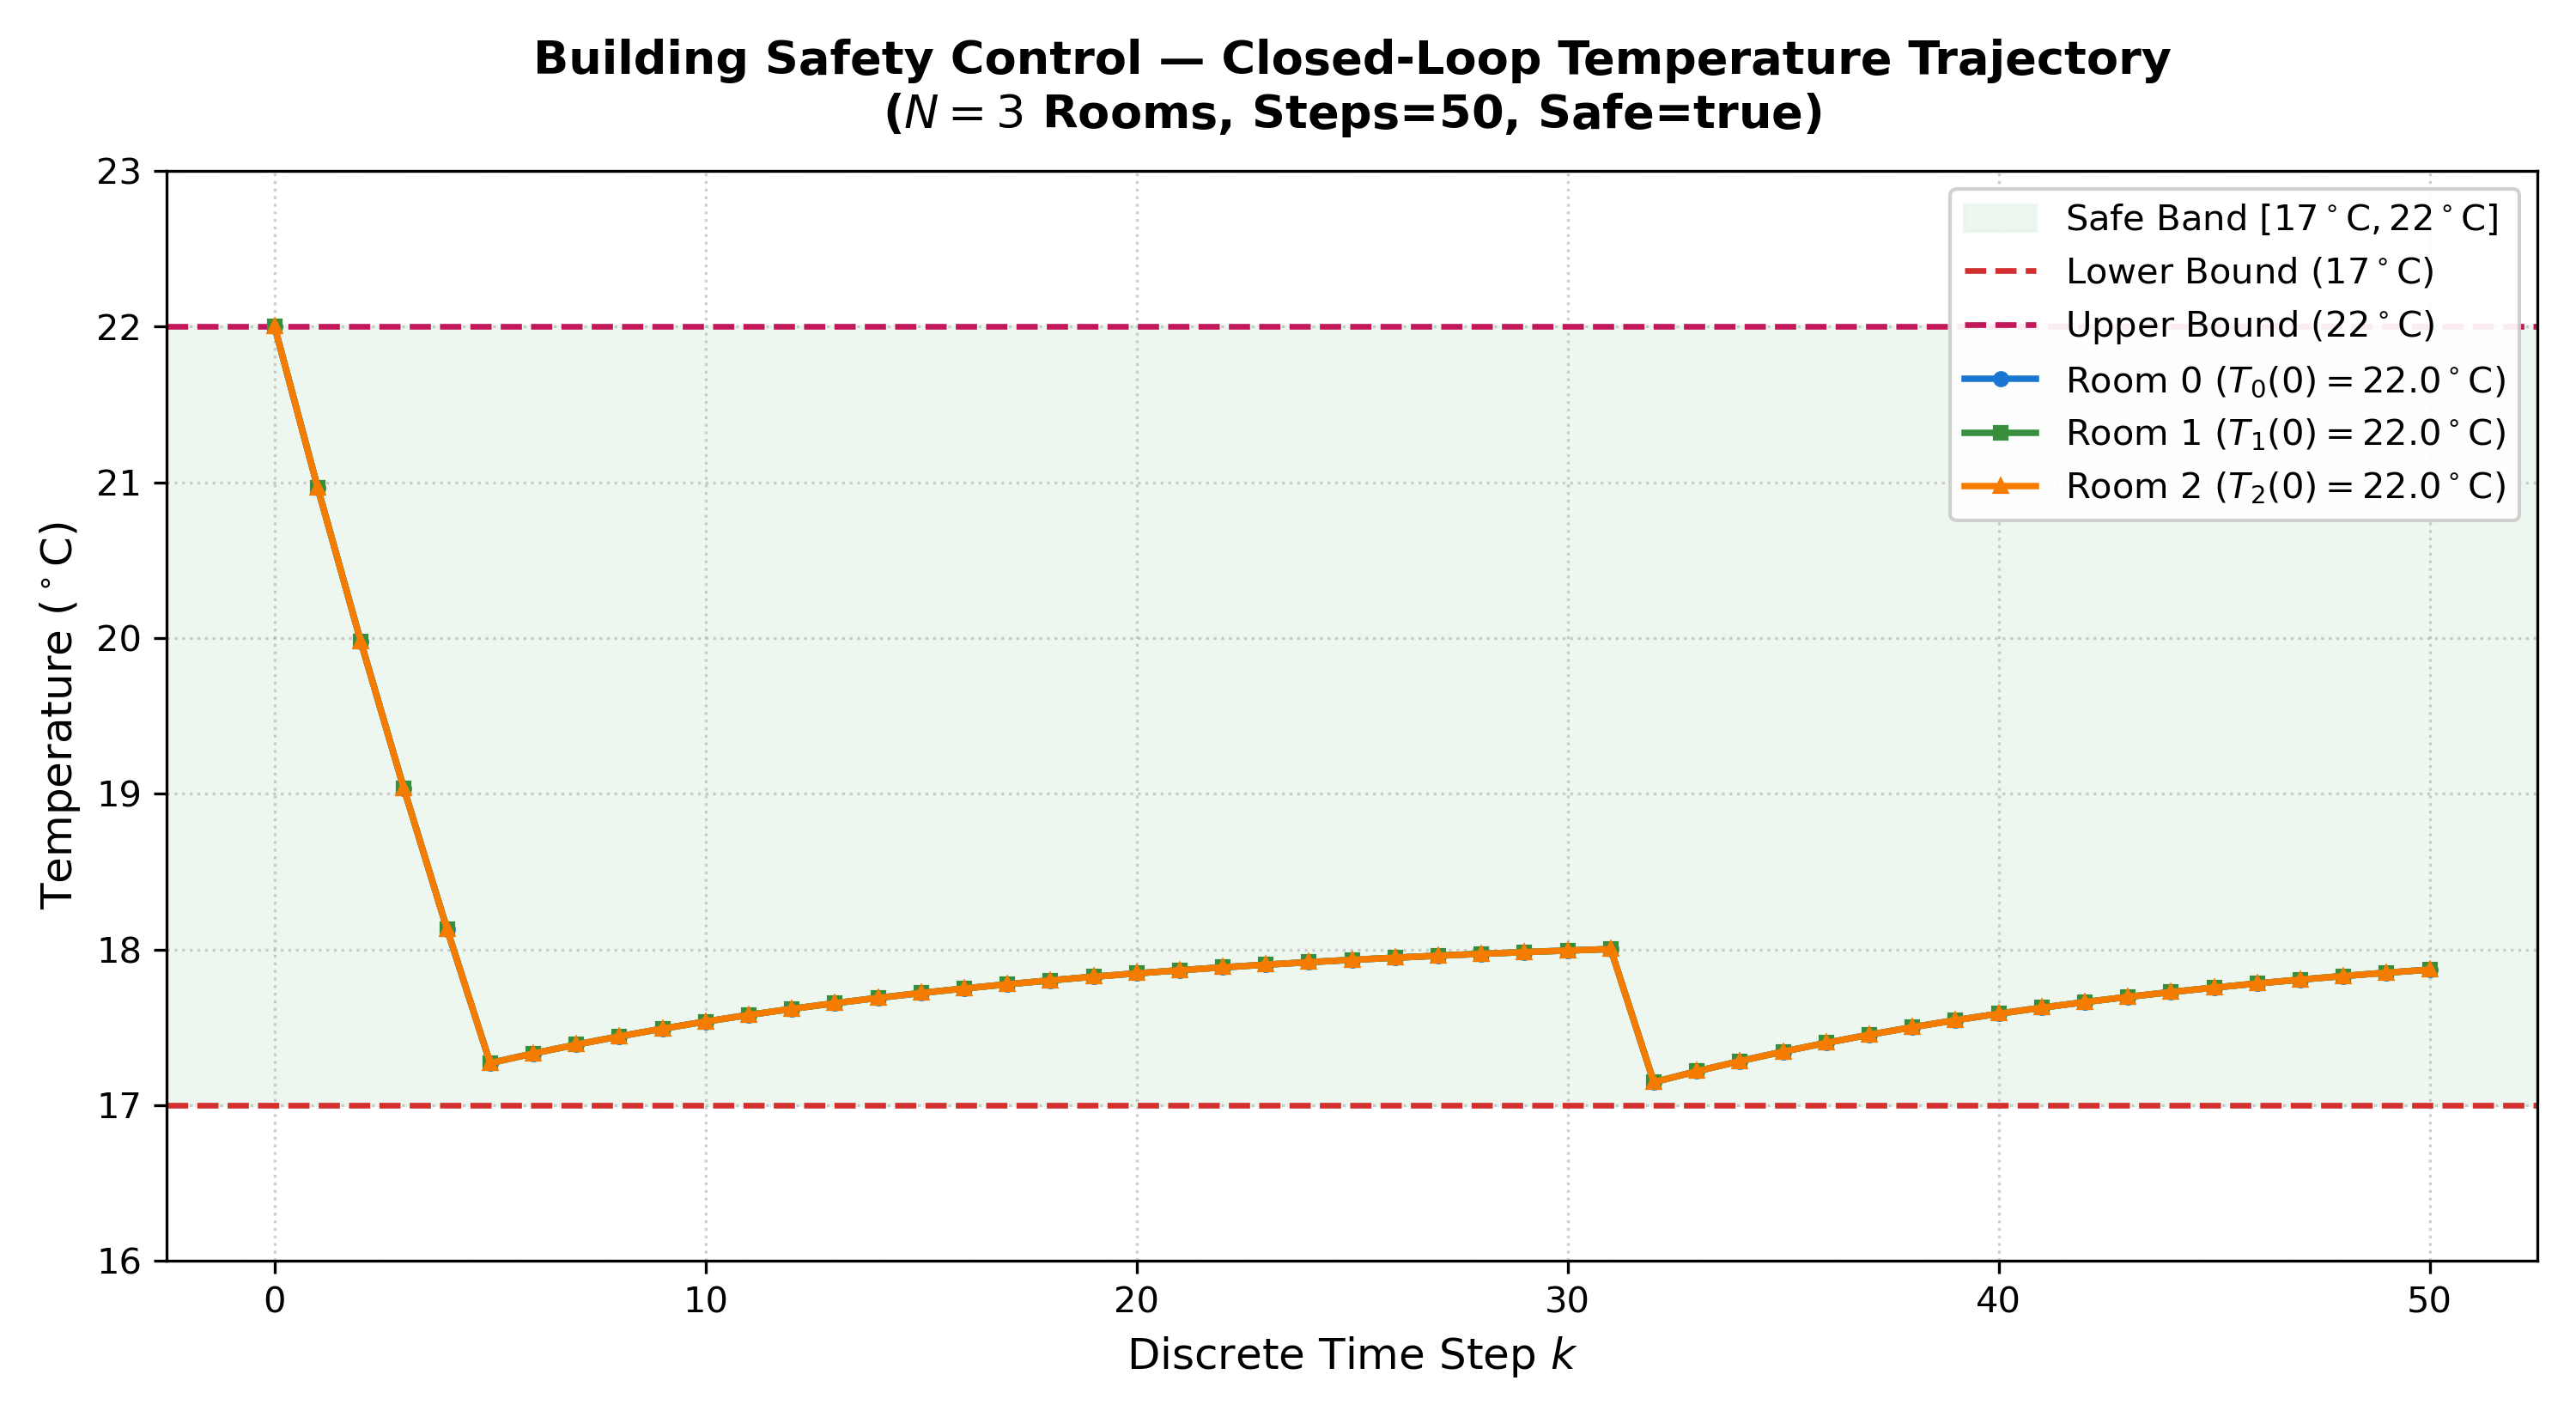 Building Safety Control — Closed-Loop Temperature Trajectory
(N = 3 Rooms, Steps=50, Safe=true)
23
22
21
20
19
18
17
16
Temperature (°C)
Safe Band [17°C, 22°C]
Lower Bound (17°C)
Upper Bound (22°C)
Room 0 (T₀(0) = 22.0°C)
Room 1 (T₁(0) = 22.0°C)
Room 2 (T₂(0) = 22.0°C)
0 10 20 30 40 50
Discrete Time Step k